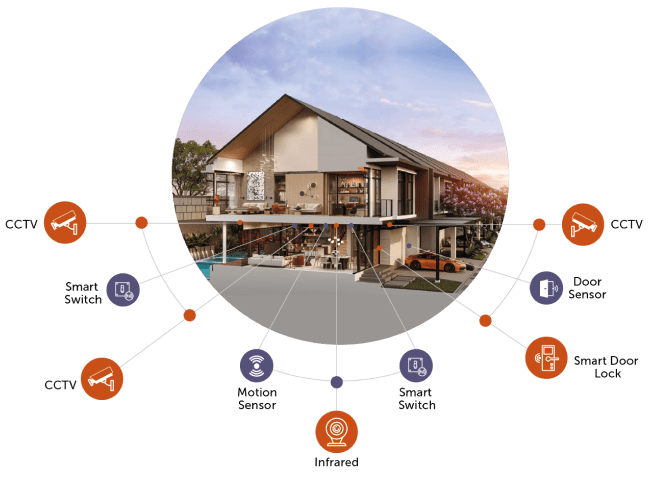 CCTV
CCTV
Smart
Switch
Door
Sensor
CCTV
Motion
Sensor
Smart
Switch
Smart Door
Lock
Infrared